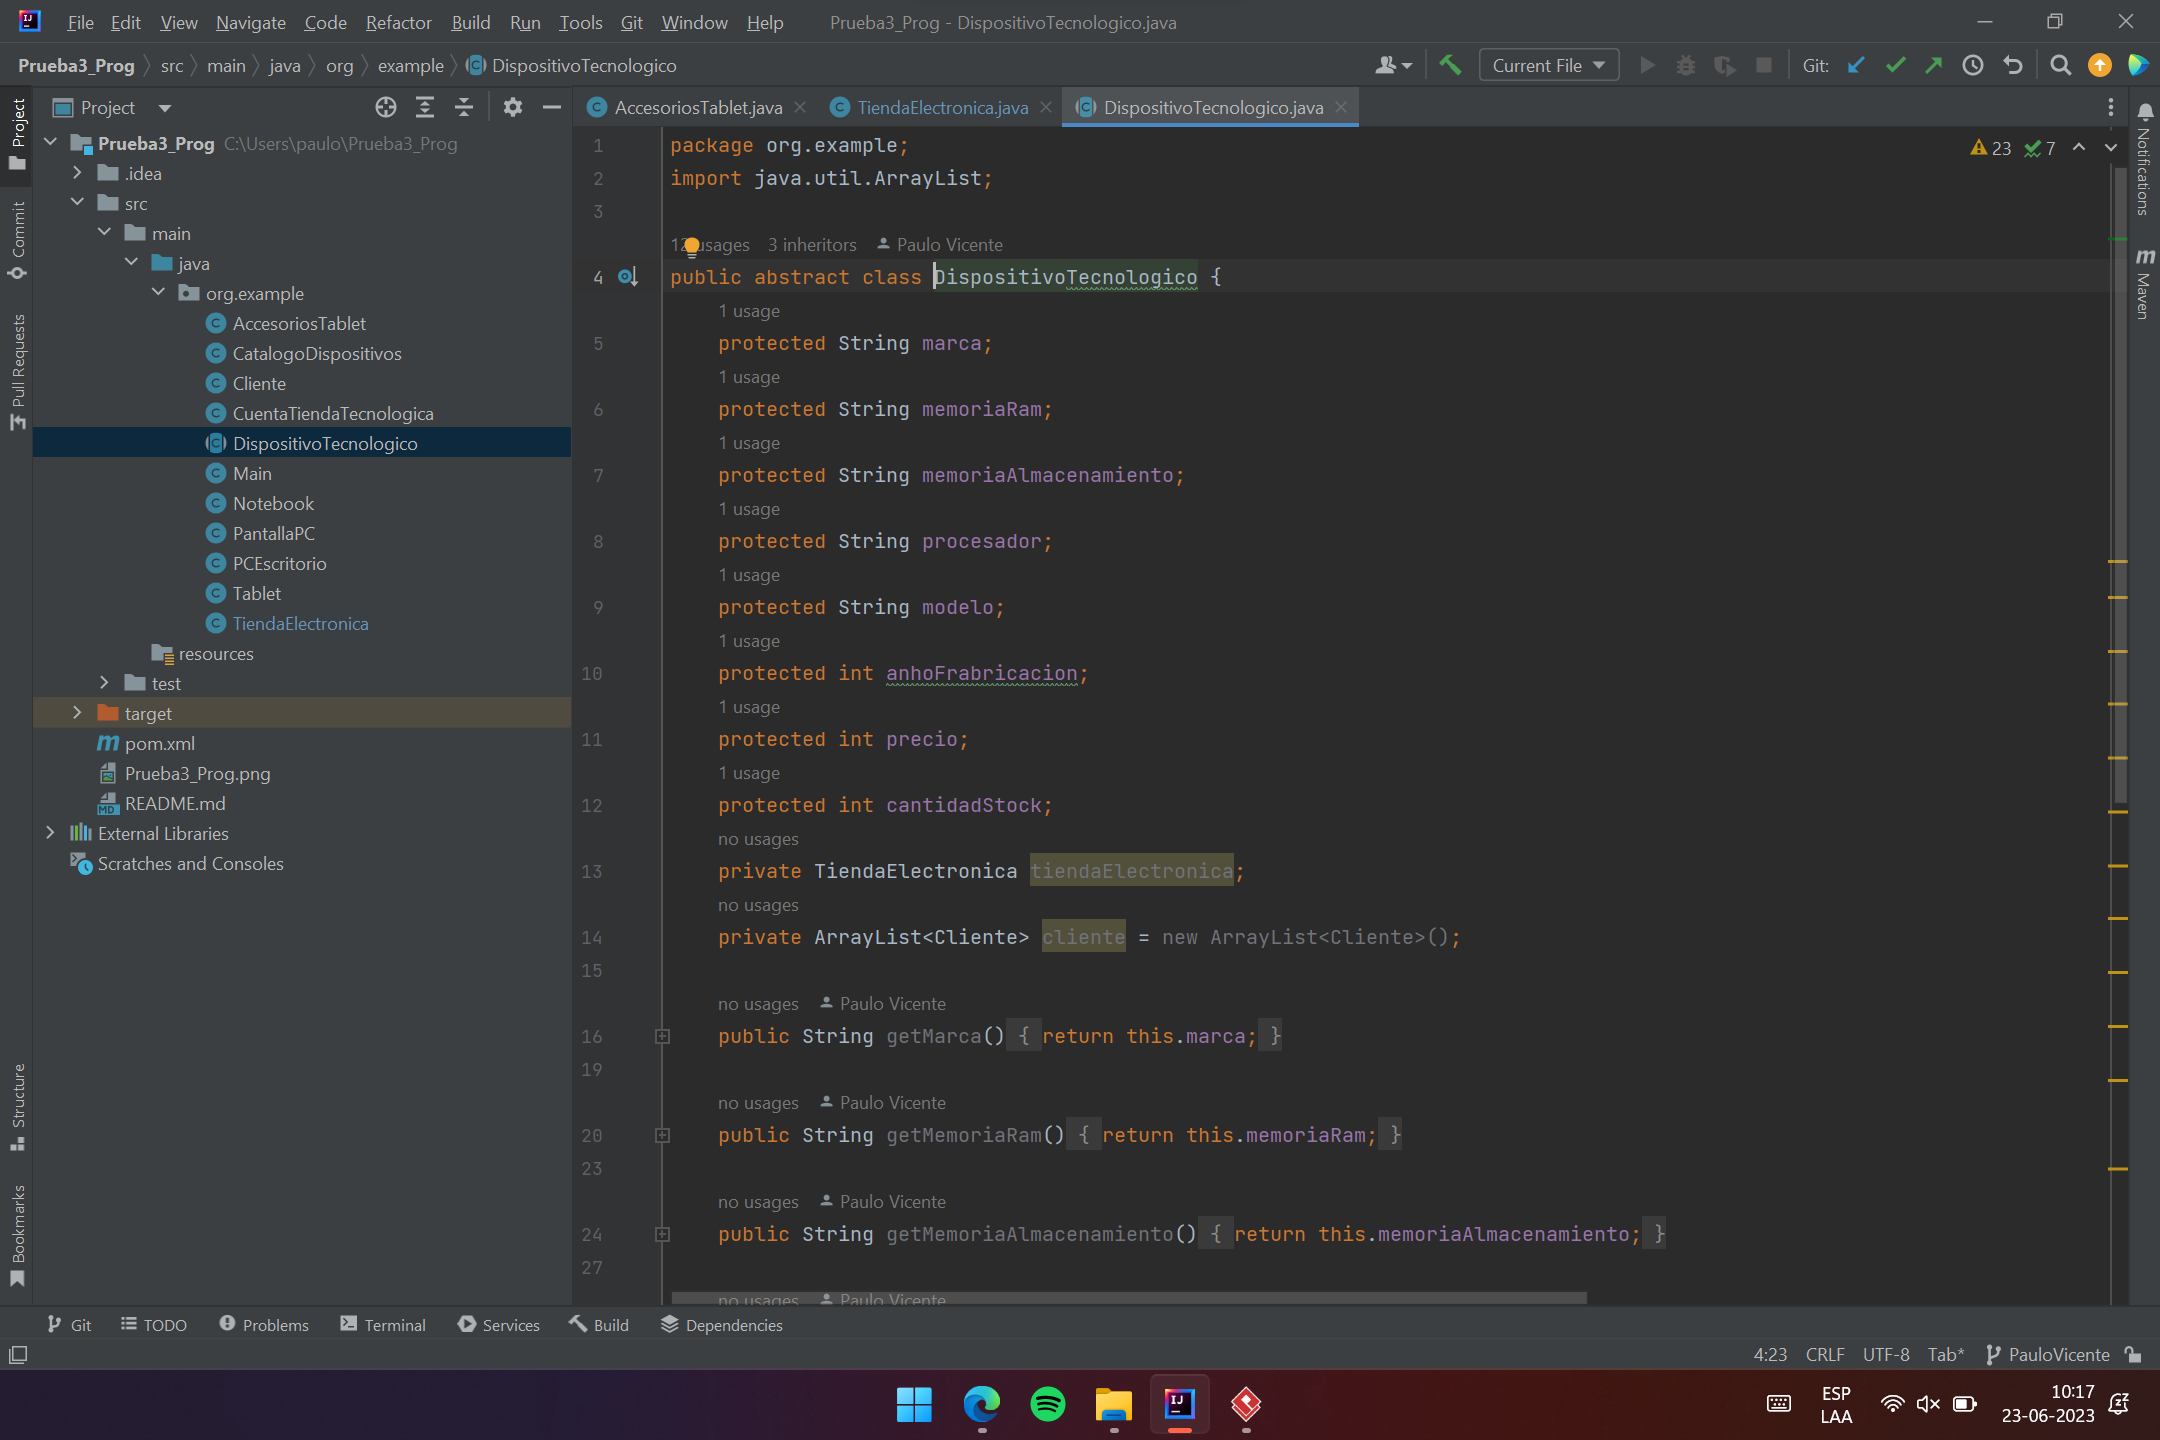 File Edit View Navigate Code Refactor Build Run Tools Git Window Help Prueba3_Prog - DispositivoTecnologico.java
Prueba3_Prog src main java org example DispositivoTecnologico Current File Git:
Project
AccesoriosTablet.java TiendaElectronica.java DispositivoTecnologico.java
Prueba3_Prog C:\Users\paulo\Prueba3_Prog
.idea
src
main
java
org.example
AccesoriosTablet
CatalogoDispositivos
Cliente
CuentaTiendaTecnologica
DispositivoTecnologico
Main
Notebook
PantallaPC
PCEscritorio
Tablet
TiendaElectronica
resources
test
target
pom.xml
Prueba3_Prog.png
README.md
External Libraries
Scratches and Consoles
Project
Commit
Pull Requests
Structure
Bookmarks
23 7
1 package org.example;
2 import java.util.ArrayList;
3
12 usages 3 inheritors Paulo Vicente
4 public abstract class DispositivoTecnologico {
1 usage
5 protected String marca;
1 usage
6 protected String memoriaRam;
1 usage
7 protected String memoriaAlmacenamiento;
1 usage
8 protected String procesador;
1 usage
9 protected String modelo;
1 usage
10 protected int anhoFrabricacion;
1 usage
11 protected int precio;
1 usage
12 protected int cantidadStock;
no usages
13 private TiendaElectronica tiendaElectronica;
no usages
14 private ArrayList<Cliente> cliente = new ArrayList<Cliente>();
15
no usages Paulo Vicente
16 public String getMarca() { return this.marca; }
19
no usages Paulo Vicente
20 public String getMemoriaRam() { return this.memoriaRam; }
23
no usages Paulo Vicente
24 public String getMemoriaAlmacenamiento() { return this.memoriaAlmacenamiento; }
27
no usages Paulo Vicente
Notifications
Maven
Git TODO Problems Terminal Services Build Dependencies
4:23 CRLF UTF-8 Tab* PauloVicente
ESP
LAA
10:17
23-06-2023